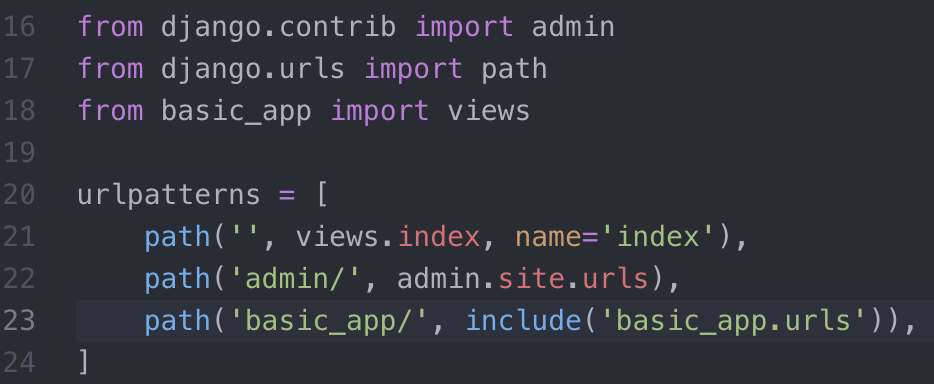 16 from django.contrib import admin
17 from django.urls import path
18 from basic_app import views
19
20 urlpatterns = [
21     path('', views.index, name='index'),
22     path('admin/', admin.site.urls),
23     path('basic_app/', include('basic_app.urls')),
24 ]